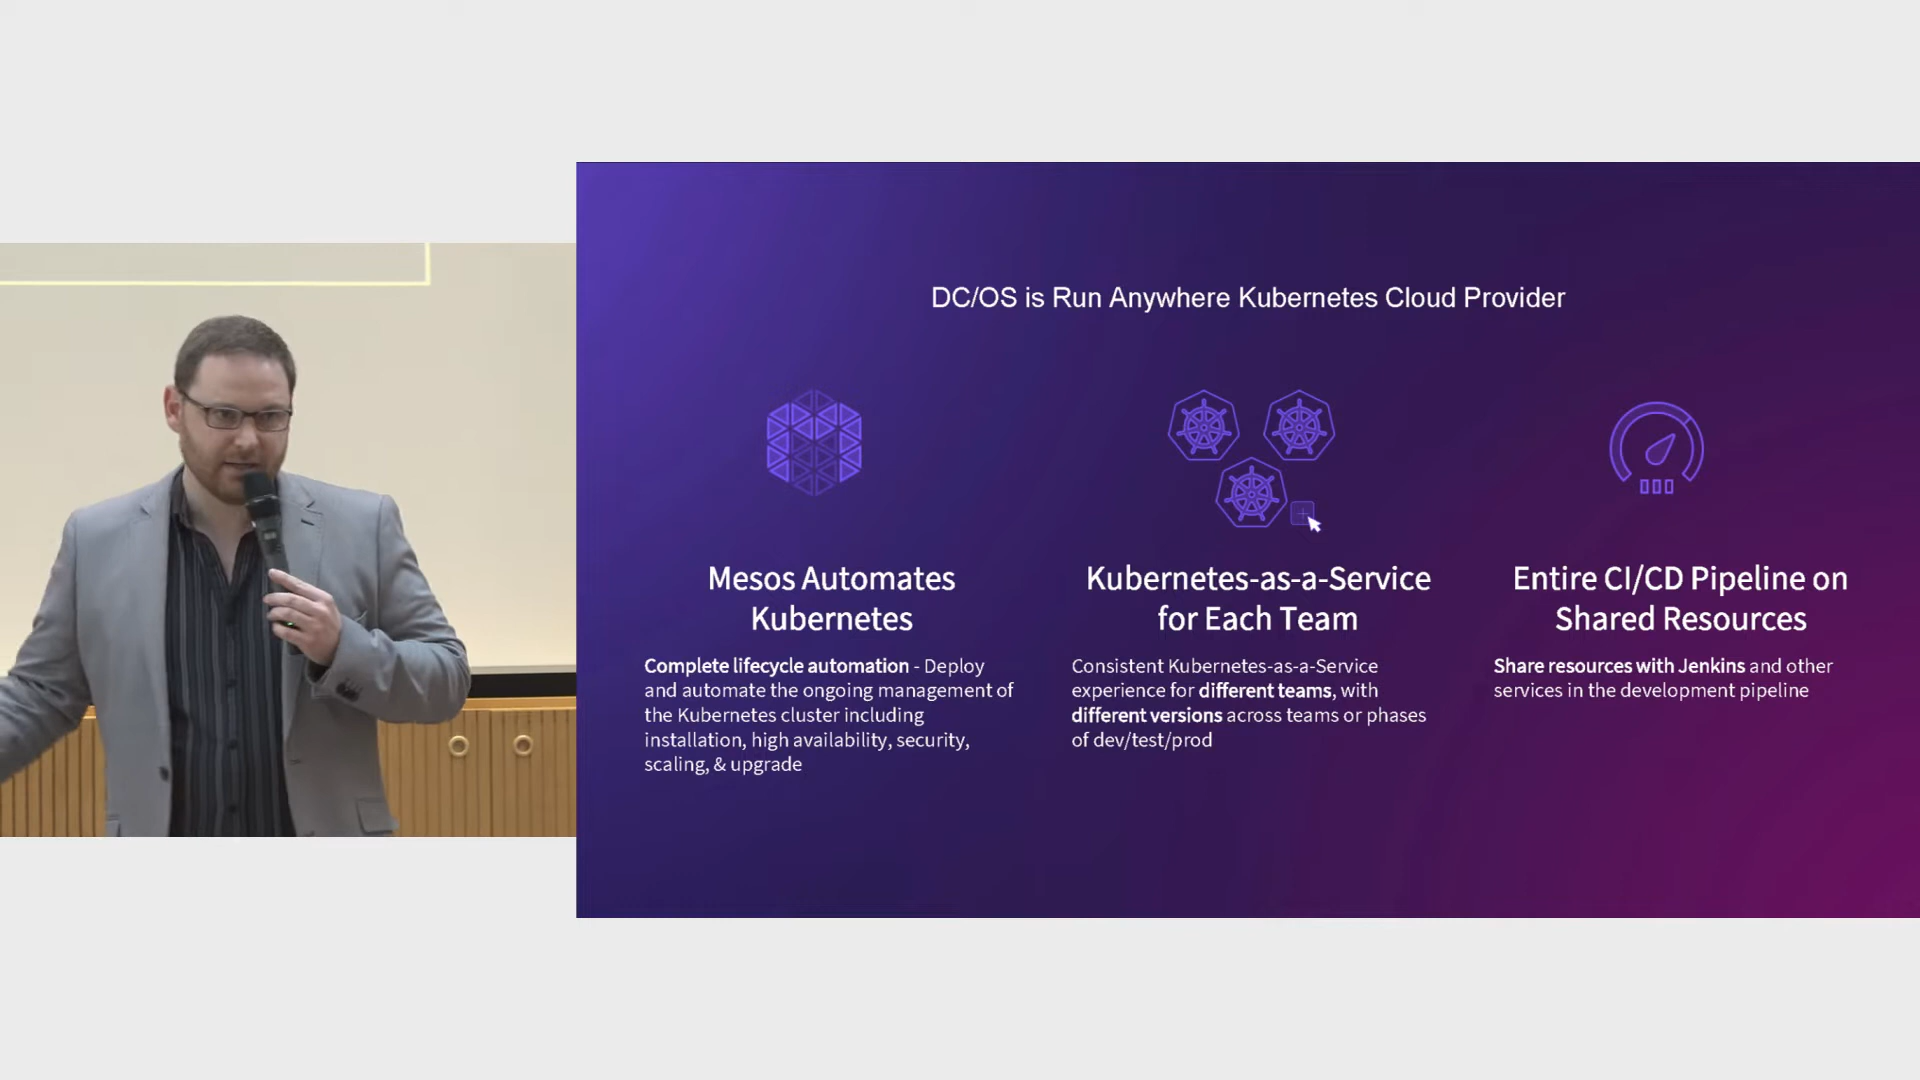 DC/OS is Run Anywhere Kubernetes Cloud Provider
Mesos Automates
Kubernetes
Complete lifecycle automation - Deploy
and automate the ongoing management of
the Kubernetes cluster including
installation, high availability, security,
scaling, & upgrade
Kubernetes-as-a-Service
for Each Team
Consistent Kubernetes-as-a-Service
experience for different teams, with
different versions across teams or phases
of dev/test/prod
Entire CI/CD Pipeline on
Shared Resources
Share resources with Jenkins and other
services in the development pipeline